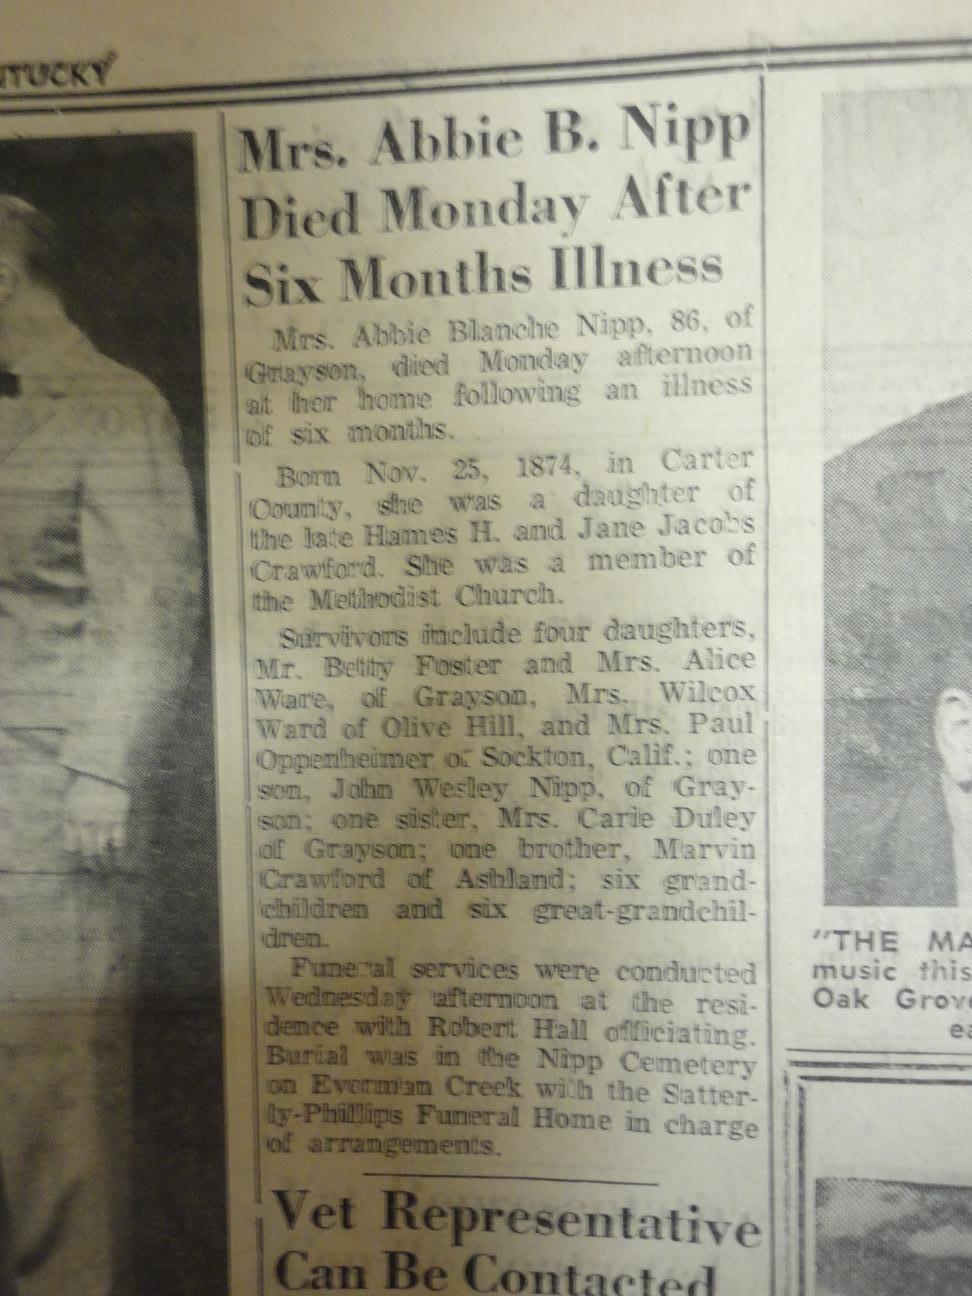 NTUCKY
Mrs. Abbie B. Nipp
Died Monday After
Six Months Illness
Mrs. Abbie Blanche Nipp, 86, of
Grayson, died Monday afternoon
at her home following an illness
of six months.
Born Nov. 25, 1874, in Carter
County, she was a daughter of
the late Hames H. and Jane Jacobs
Crawford. She was a member of
the Methodist Church.
Survivors include four daughters,
Mr. Betty Foster and Mrs. Alice
Ware, of Grayson, Mrs. Wilcox
Ward of Olive Hill, and Mrs. Paul
Oppenheimer of Sockton, Calif.; one
son, John Wesley Nipp, of Gray-
son; one sister, Mrs. Carie Duley
of Grayson; one brother, Marvin
Crawford of Ashland; six grand-
children and six great-grandchil-
dren.
Funeral services were conducted
Wednesday afternoon at the resi-
dence with Robert Hall officiating.
Burial was in the Nipp Cemetery
on Everman Creek with the Satter-
ly-Phillips Funeral Home in charge
of arrangements.
Vet Representative
Can Be Contacted
"THE MA
music this
Oak Grove
ea